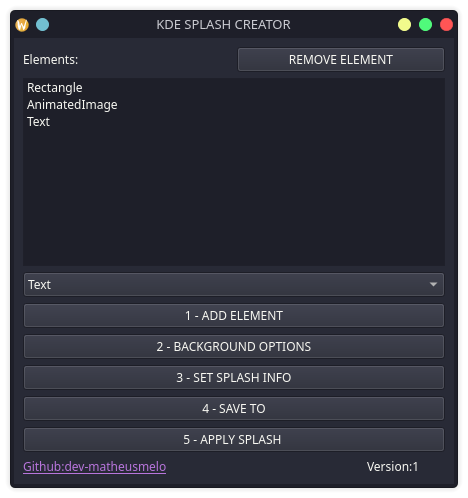 KDE SPLASH CREATOR
Elements:
REMOVE ELEMENT
Rectangle
AnimatedImage
Text
Text
1 - ADD ELEMENT
2 - BACKGROUND OPTIONS
3 - SET SPLASH INFO
4 - SAVE TO
5 - APPLY SPLASH
Github:dev-matheusmelo
Version:1